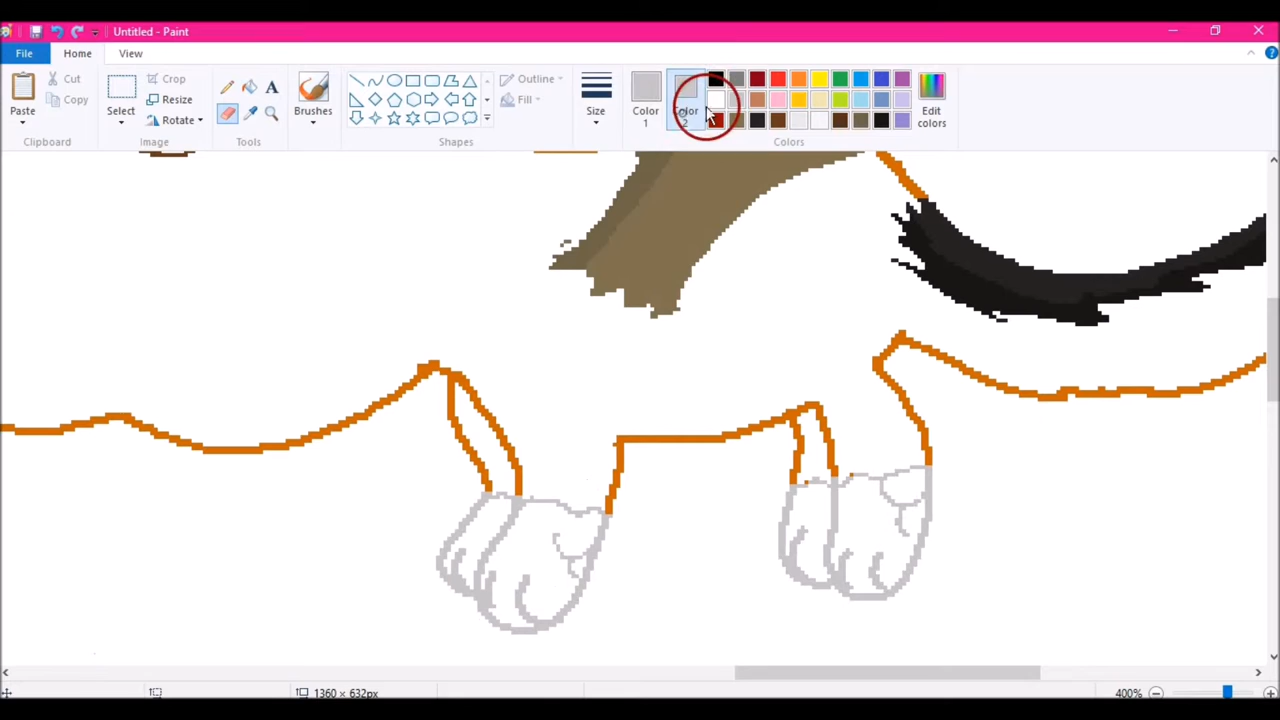 Untitled - Paint
File Home View
Paste
Cut
Copy
Clipboard
Select
Crop
Resize
Rotate
Image
A
Tools
Brushes
Outline
Fill
Shapes
Size
Color
1
Color
2
Edit
colors
Colors
1360 × 632px
400%